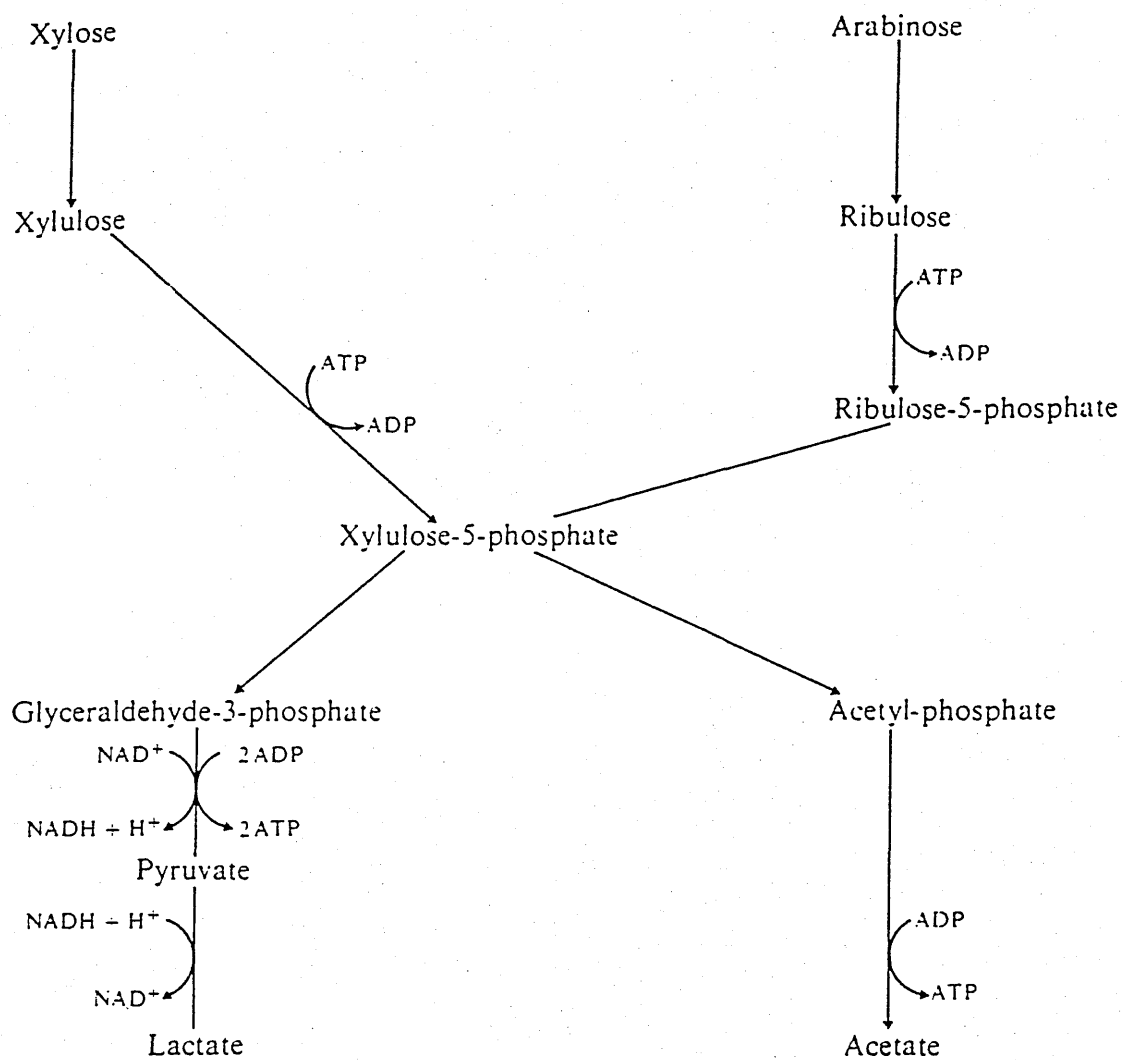 Xylose
Arabinose
Xylulose
Ribulose
ATP
ADP
ATP
ADP
Ribulose-5-phosphate
Xylulose-5-phosphate
Glyceraldehyde-3-phosphate
Acetyl-phosphate
NAD+ 2ADP
NADH + H+ 2ATP
Pyruvate
NADH + H+
ADP
NAD+
ATP
Lactate
Acetate